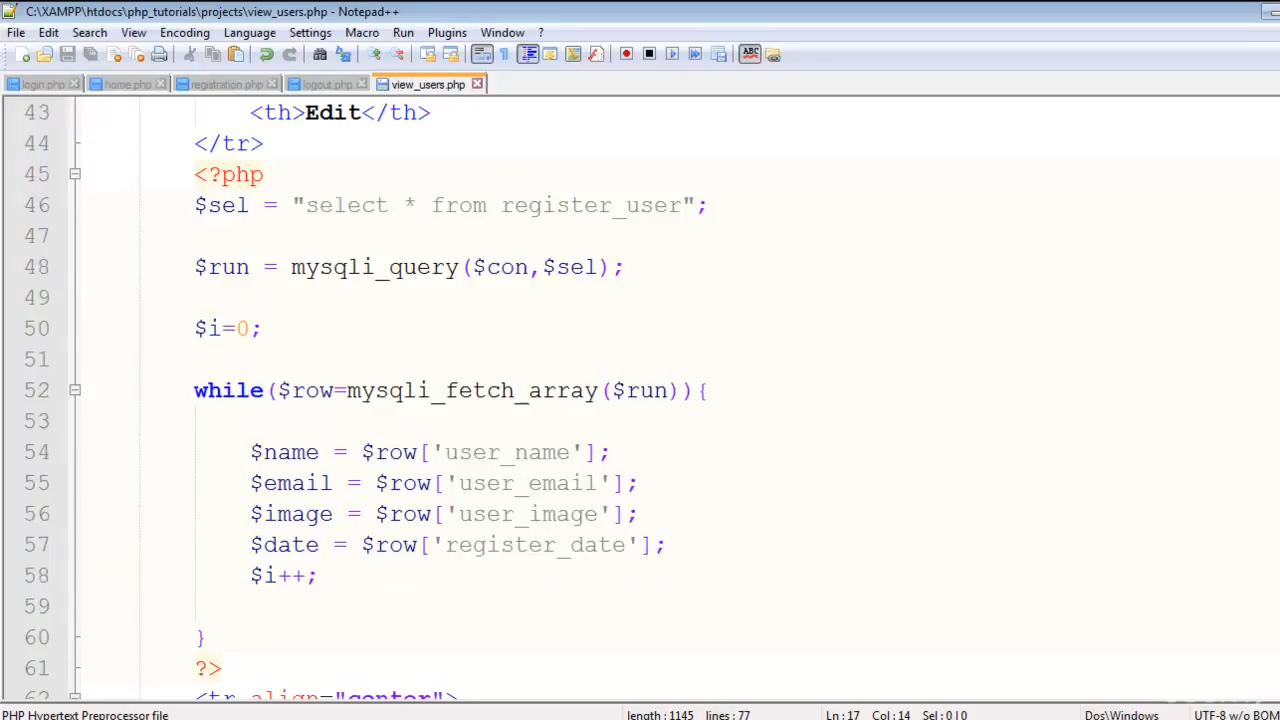 C:\XAMPP\htdocs\php_tutorials\projects\view_users.php - Notepad++
File Edit Search View Encoding Language Settings Macro Run Plugins Window ?
ABC
login.php home.php registration.php logout.php view_users.php
43 <th>Edit</th>
44 </tr>
45 <?php
46 $sel = "select * from register_user";
47
48 $run = mysqli_query($con,$sel);
49
50 $i=0;
51
52 while($row=mysqli_fetch_array($run)){
53
54 $name = $row['user_name'];
55 $email = $row['user_email'];
56 $image = $row['user_image'];
57 $date = $row['register_date'];
58 $i++;
59
60 }
61 ?>
62 <tr align="center">
PHP Hypertext Preprocessor file length : 1145 lines : 77 Ln : 17 Col : 14 Sel : 0 | 0 Dos\Windows UTF-8 w/o BOM